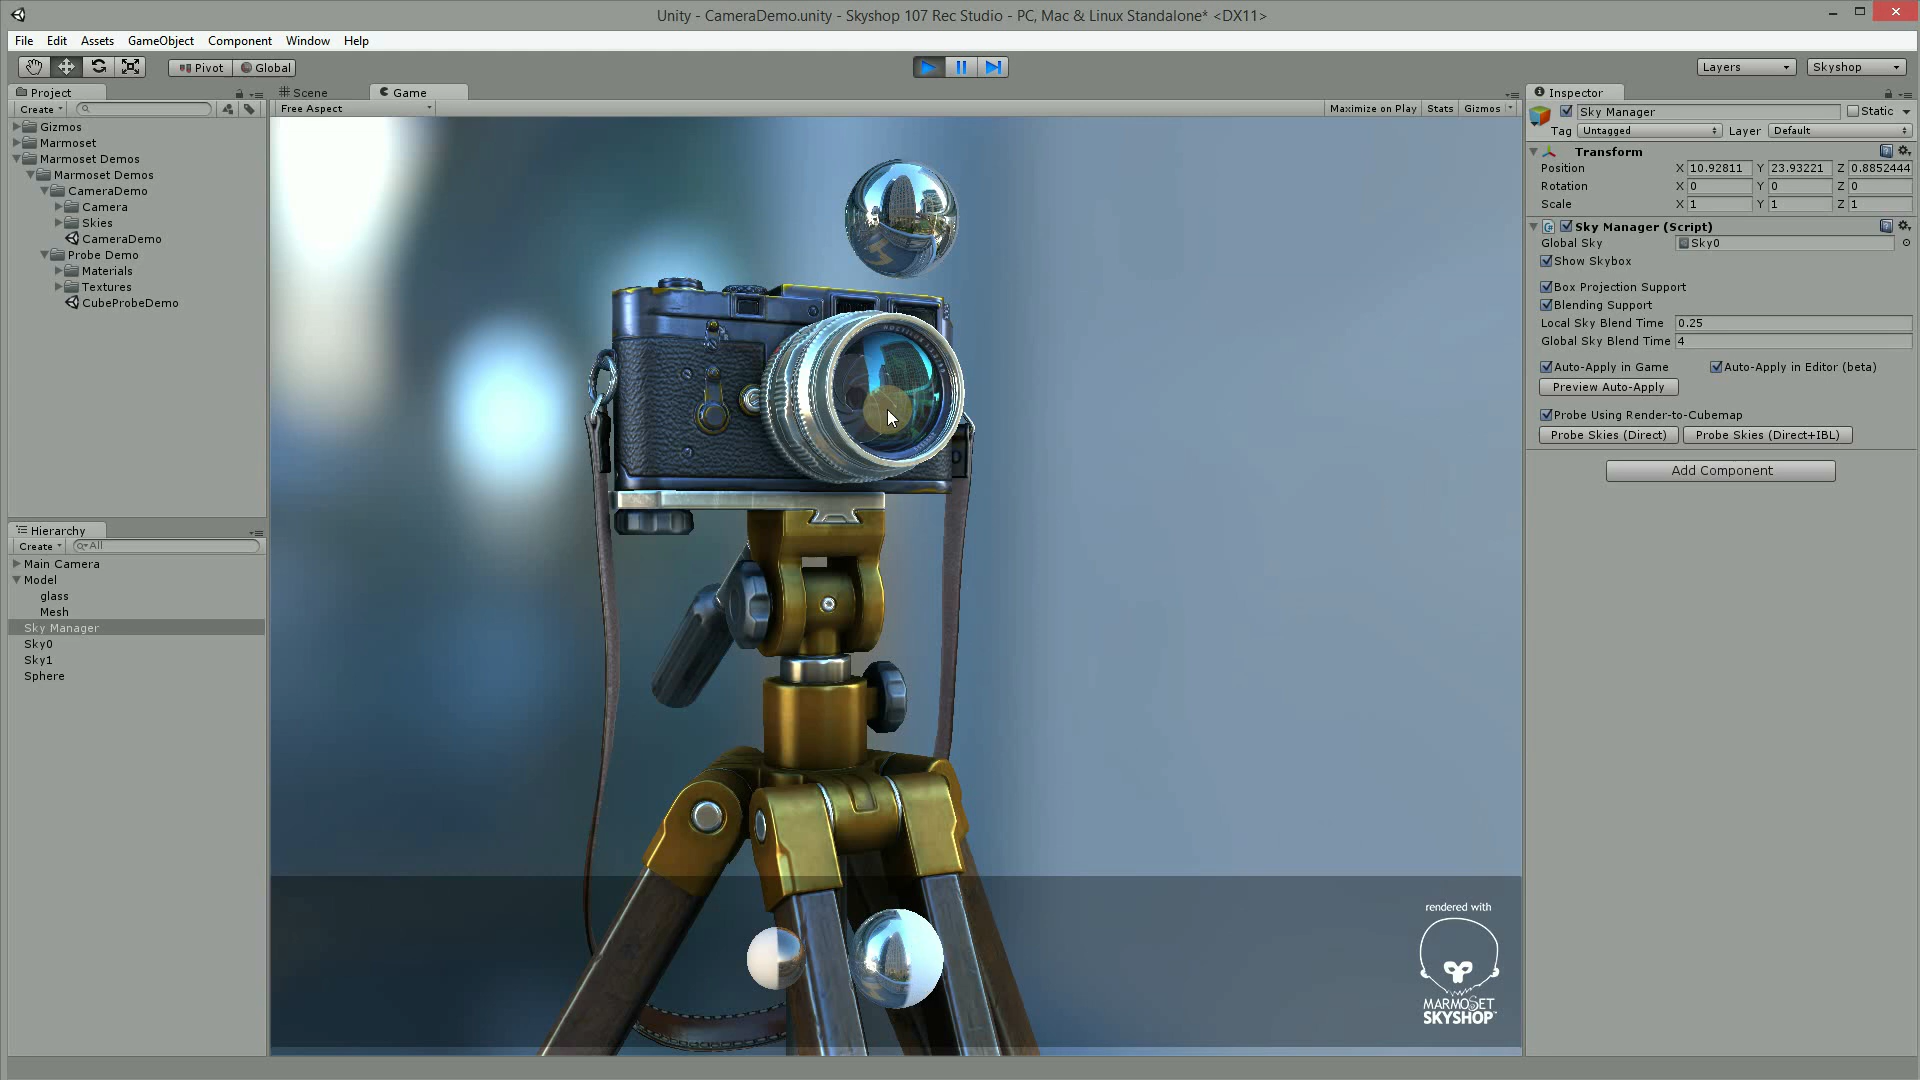 Unity - CameraDemo.unity - Skyshop 107 Rec Studio - PC, Mac & Linux Standalone* <DX11>
File Edit Assets GameObject Component Window Help
Pivot Global Layers Skyshop
Project
Create
Gizmos
Marmoset
Marmoset Demos
Marmoset Demos
CameraDemo
Camera
Skies
CameraDemo
Probe Demo
Materials
Textures
CubeProbeDemo
Hierarchy
Create All
Main Camera
Model
glass
Mesh
Sky Manager
Sky0
Sky1
Sphere
Scene Game
Free Aspect Maximize on Play Stats Gizmos
rendered with
MARMOSET
SKYSHOP
Inspector
Sky Manager Static
Tag Untagged Layer Default
Transform
Position X 10.92811 Y 23.93221 Z 0.8852444
Rotation X 0 Y 0 Z 0
Scale X 1 Y 1 Z 1
Sky Manager (Script)
Global Sky Sky0
Show Skybox
Box Projection Support
Blending Support
Local Sky Blend Time 0.25
Global Sky Blend Time 4
Auto-Apply in Game Auto-Apply in Editor (beta)
Preview Auto-Apply
Probe Using Render-to-Cubemap
Probe Skies (Direct) Probe Skies (Direct+IBL)
Add Component